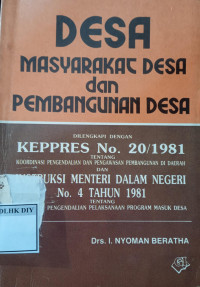 DESA
MASYARAKAT DESA
dan
PEMBANGUNAN DESA
DILENGKAPI DENGAN
KEPPRES No. 20/1981
TENTANG
KOORDINASI PENGENDALIAN DAN PENGAWASAN PEMBANGUNAN DI DAERAH
DAN
INSTRUKSI MENTERI DALAM NEGERI
No. 4 TAHUN 1981
TENTANG
PENGENDALIAN PELAKSANAAN PROGRAM MASUK DESA
DLHK DIY
Drs. I. NYOMAN BERATHA